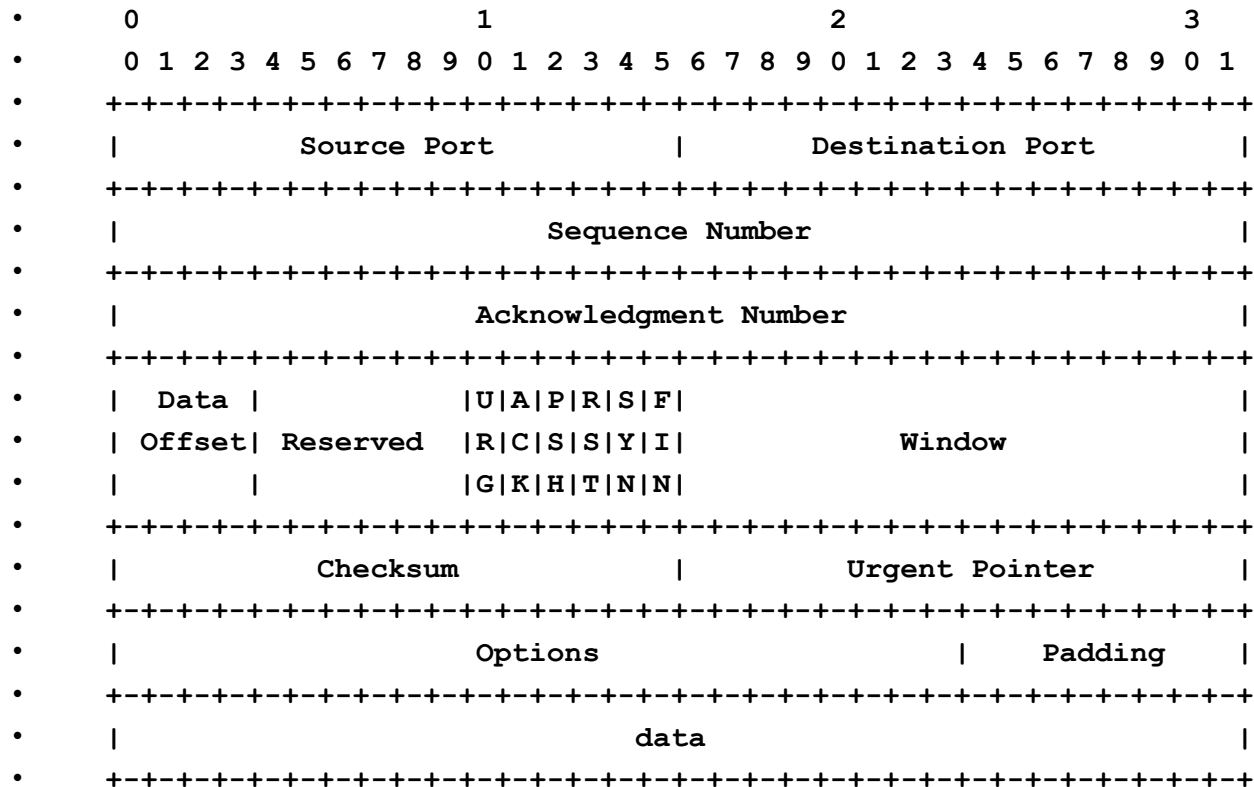 •      0                   1                   2                   3
•      0 1 2 3 4 5 6 7 8 9 0 1 2 3 4 5 6 7 8 9 0 1 2 3 4 5 6 7 8 9 0 1
•     +-+-+-+-+-+-+-+-+-+-+-+-+-+-+-+-+-+-+-+-+-+-+-+-+-+-+-+-+-+-+-+-+
•     |          Source Port          |       Destination Port        |
•     +-+-+-+-+-+-+-+-+-+-+-+-+-+-+-+-+-+-+-+-+-+-+-+-+-+-+-+-+-+-+-+-+
•     |                        Sequence Number                        |
•     +-+-+-+-+-+-+-+-+-+-+-+-+-+-+-+-+-+-+-+-+-+-+-+-+-+-+-+-+-+-+-+-+
•     |                    Acknowledgment Number                      |
•     +-+-+-+-+-+-+-+-+-+-+-+-+-+-+-+-+-+-+-+-+-+-+-+-+-+-+-+-+-+-+-+-+
•     |  Data |           |U|A|P|R|S|F|                               |
•     | Offset| Reserved  |R|C|S|S|Y|I|            Window             |
•     |       |           |G|K|H|T|N|N|                               |
•     +-+-+-+-+-+-+-+-+-+-+-+-+-+-+-+-+-+-+-+-+-+-+-+-+-+-+-+-+-+-+-+-+
•     |           Checksum            |         Urgent Pointer        |
•     +-+-+-+-+-+-+-+-+-+-+-+-+-+-+-+-+-+-+-+-+-+-+-+-+-+-+-+-+-+-+-+-+
•     |                    Options                    |    Padding    |
•     +-+-+-+-+-+-+-+-+-+-+-+-+-+-+-+-+-+-+-+-+-+-+-+-+-+-+-+-+-+-+-+-+
•     |                             data                              |
•     +-+-+-+-+-+-+-+-+-+-+-+-+-+-+-+-+-+-+-+-+-+-+-+-+-+-+-+-+-+-+-+-+